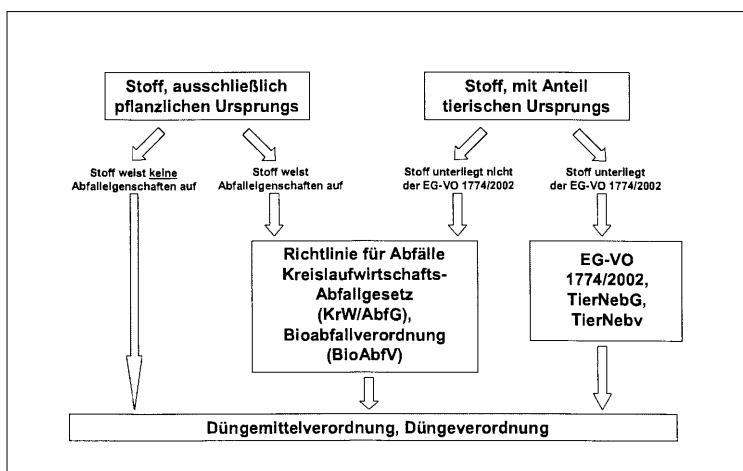 Stoff, ausschließlich
pflanzlichen Ursprungs
Stoff, mit Anteil
tierischen Ursprungs
Stoff weist keine
Abfalleigenschaften auf
Stoff weist
Abfalleigenschaften auf
Stoff unterliegt nicht
der EG-VO 1774/2002
Stoff unterliegt
der EG-VO 1774/2002
Richtlinie für Abfälle
Kreislaufwirtschafts-
Abfallgesetz
(KrW/AbfG),
Bioabfallverordnung
(BioAbfV)
EG-VO
1774/2002,
TierNebG,
TierNebv
Düngemittelverordnung, Düngeverordnung